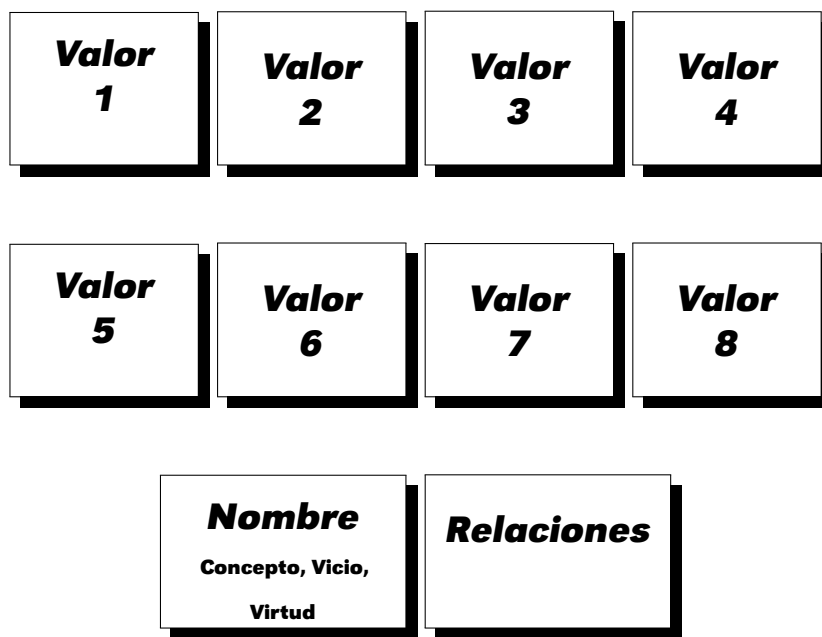 Valor
1
Valor
2
Valor
3
Valor
4
Valor
5
Valor
6
Valor
7
Valor
8
Nombre
Concepto, Vicio,
Virtud
Relaciones